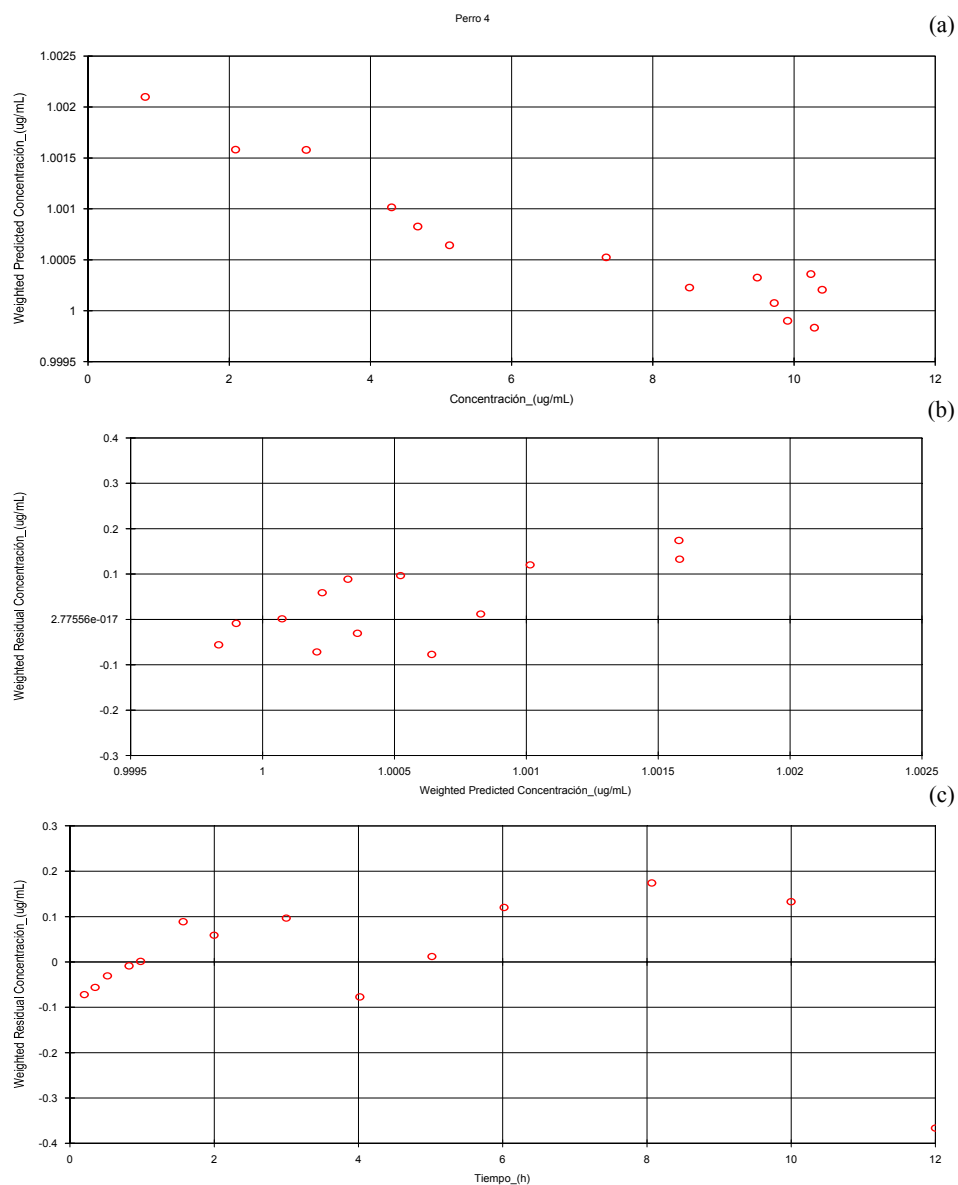 Perro 4
(a)
Weighted Predicted Concentración_(ug/mL)
1.0025
1.002
1.0015
1.001
1.0005
1
0.9995
0 2 4 6 8 10 12
Concentración_(ug/mL)
(b)
Weighted Residual Concentración_(ug/mL)
0.4
0.3
0.2
0.1
2.77556e-017
-0.1
-0.2
-0.3
0.9995 1 1.0005 1.001 1.0015 1.002 1.0025
Weighted Predicted Concentración_(ug/mL)
(c)
Weighted Residual Concentración_(ug/mL)
0.3
0.2
0.1
0
-0.1
-0.2
-0.3
-0.4
0 2 4 6 8 10 12
Tiempo_(h)